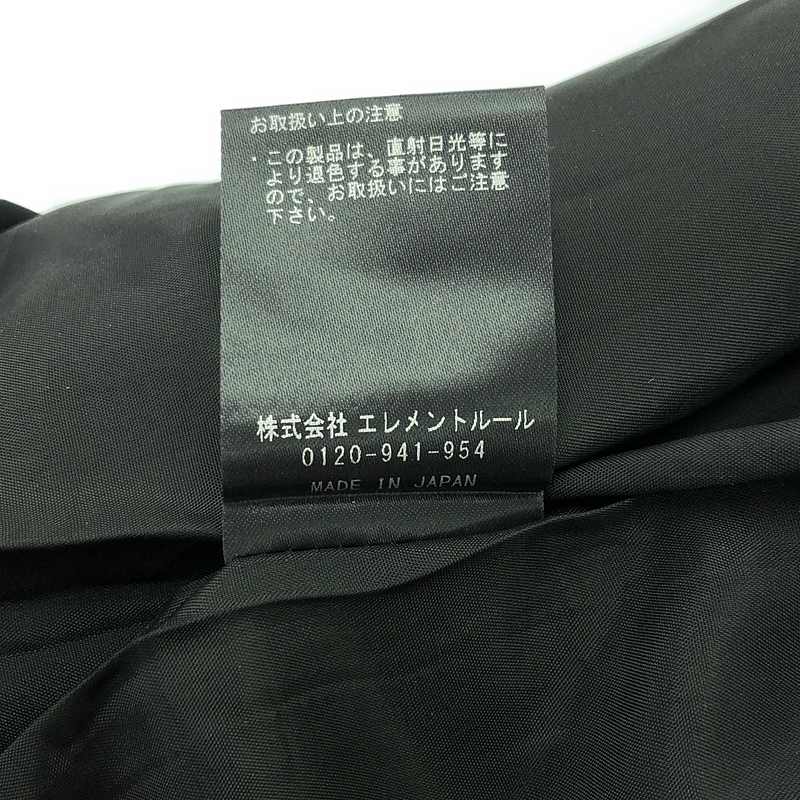 お取扱い上の注意
・この製品は、直射日光等に
より退色する事があります
ので、お取扱いにはご注意
下さい。
株式会社 エレメントルール
0120-941-954
MADE IN JAPAN